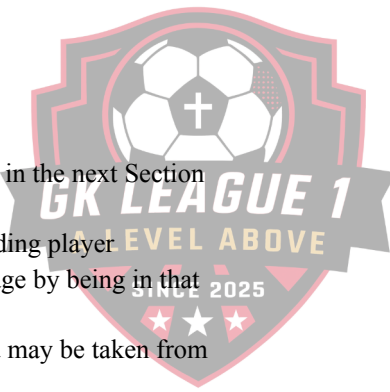 in the next Section
GK LEAGUE 1
ding player
A LEVEL ABOVE
ge by being in that
SINCE 2025
may be taken from